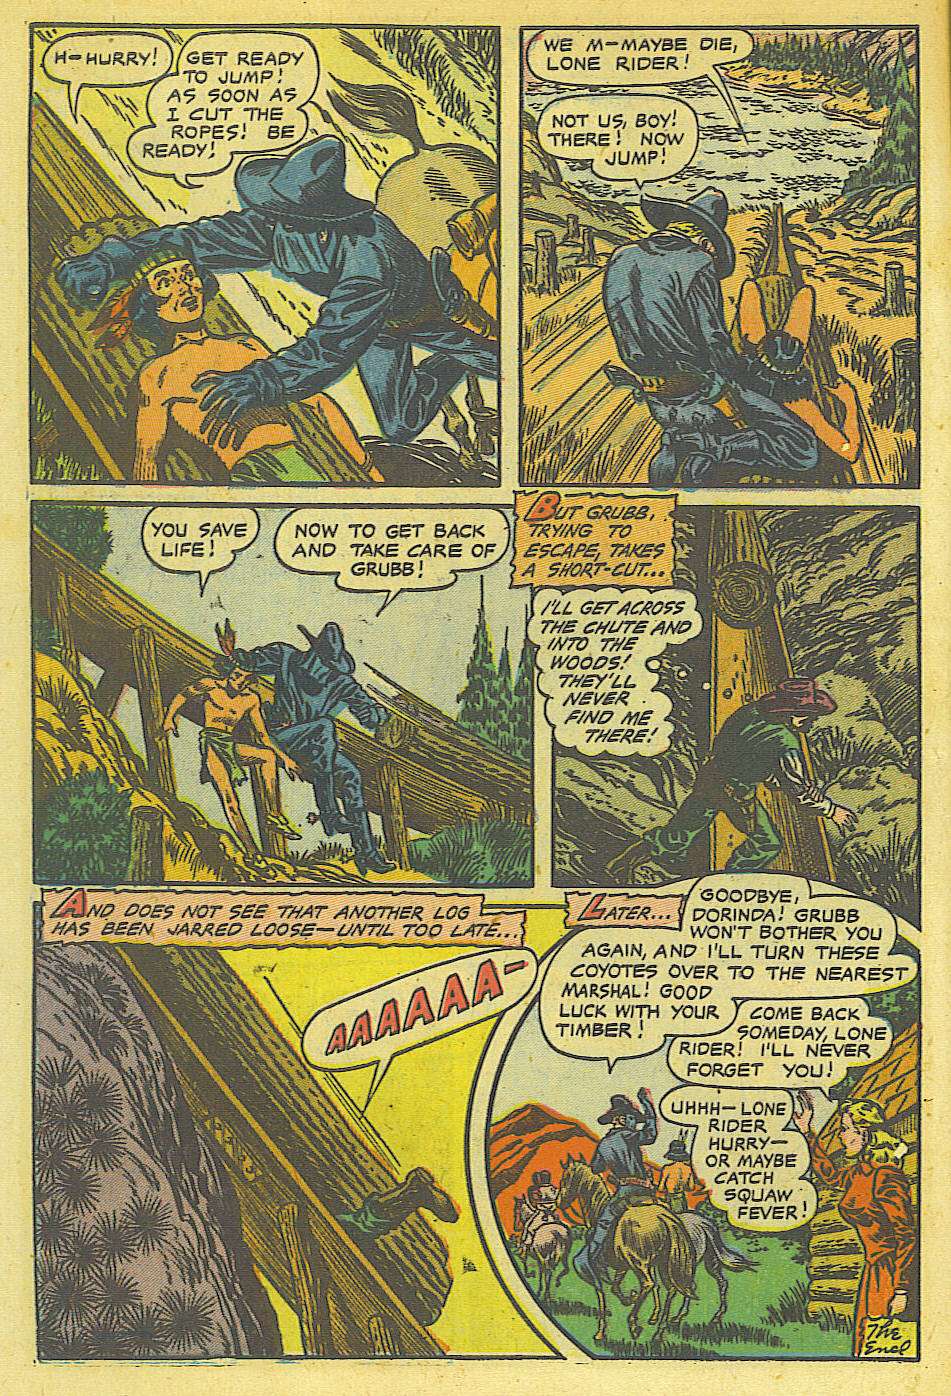 H-HURRY!
GET READY
TO JUMP!
AS SOON AS
I CUT THE
ROPES! BE
READY!
WE M-MAYBE DIE,
LONE RIDER!
NOT US, BOY!
THERE! NOW
JUMP!
YOU SAVE
LIFE!
NOW TO GET BACK
AND TAKE CARE OF
GRUBB!
BUT GRUBB,
TRYING TO
ESCAPE, TAKES
A SHORT-CUT...
I'LL GET ACROSS
THE CHUTE AND
INTO THE
WOODS!
THEY'LL
NEVER
FIND ME
THERE!
AND DOES NOT SEE THAT ANOTHER LOG
HAS BEEN JARRED LOOSE—UNTIL TOO LATE...
AAAAAAA-
LATER...
GOODBYE,
DORINDA! GRUBB
WON'T BOTHER YOU
AGAIN, AND I'LL TURN THESE
COYOTES OVER TO THE NEAREST
MARSHAL! GOOD
LUCK WITH YOUR
TIMBER!
COME BACK
SOMEDAY, LONE
RIDER! I'LL NEVER
FORGET YOU!
UHHH-LONE
RIDER
HURRY—
OR MAYBE
CATCH
SQUAW
FEVER!
The
End